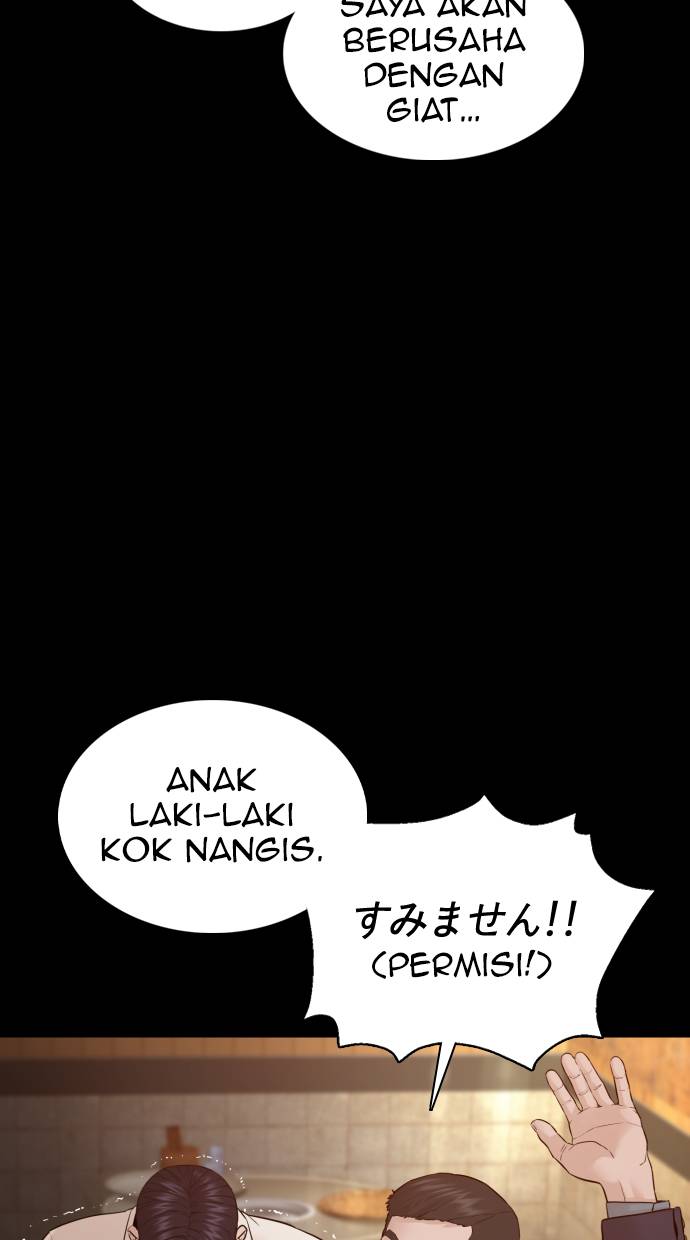 SAYA AKAN
BERUSAHA
DENGAN
GIAT...
ANAK
LAKI-LAKI
KOK NANGIS.
すみません!!
(PERMISI!)